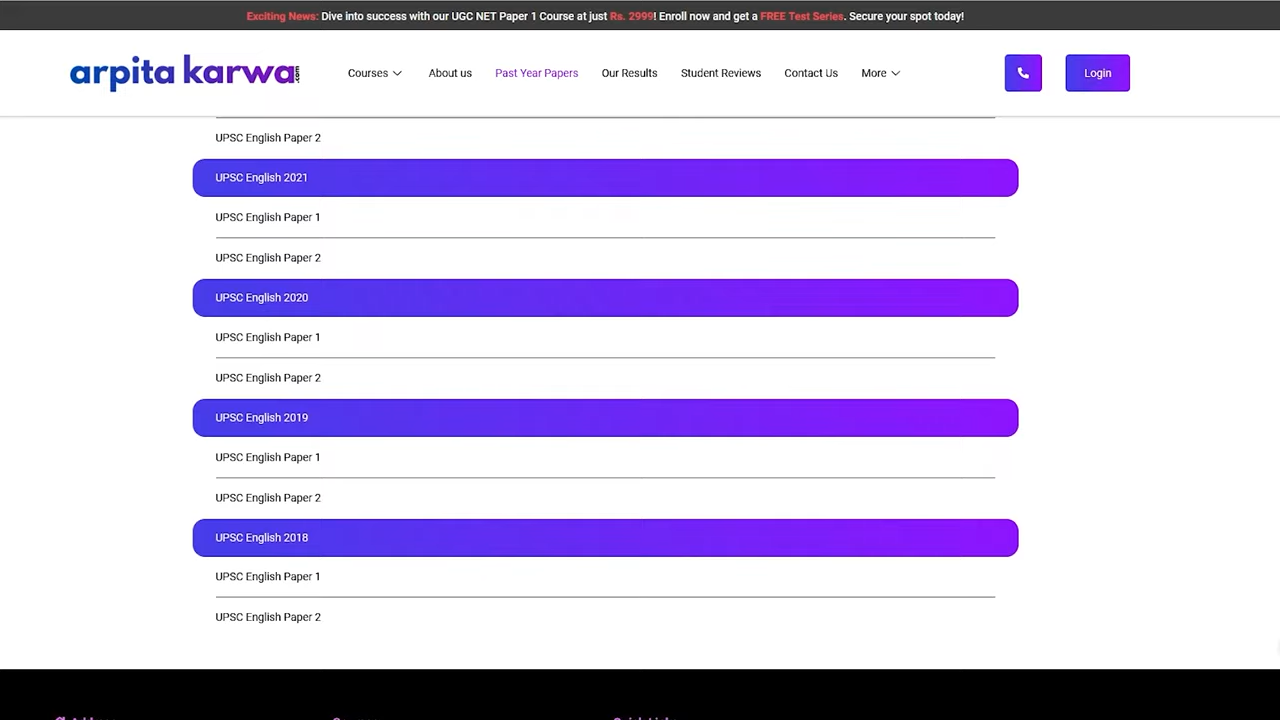 Exciting News: Dive into success with our UGC NET Paper 1 Course at just Rs. 2999! Enroll now and get a FREE Test Series. Secure your spot today!
arpita karwa.com
Courses
About us
Past Year Papers
Our Results
Student Reviews
Contact Us
More
Login
UPSC English Paper 2
UPSC English 2021
UPSC English Paper 1
UPSC English Paper 2
UPSC English 2020
UPSC English Paper 1
UPSC English Paper 2
UPSC English 2019
UPSC English Paper 1
UPSC English Paper 2
UPSC English 2018
UPSC English Paper 1
UPSC English Paper 2